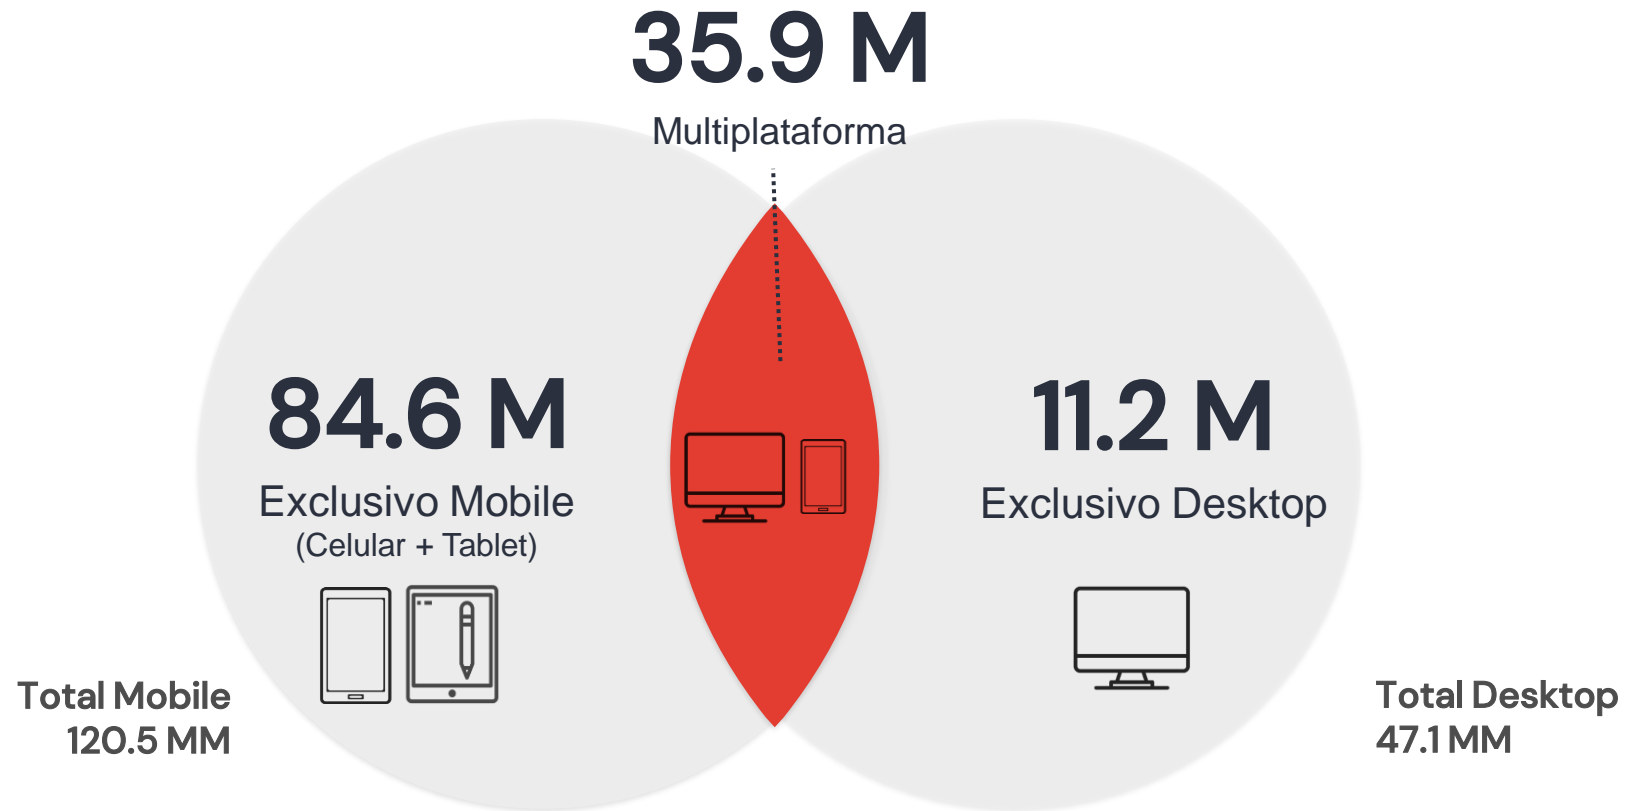 35.9 M
Multiplataforma
84.6 M
Exclusivo Mobile
(Celular + Tablet)
11.2 M
Exclusivo Desktop
Total Mobile
120.5 MM
Total Desktop
47.1 MM